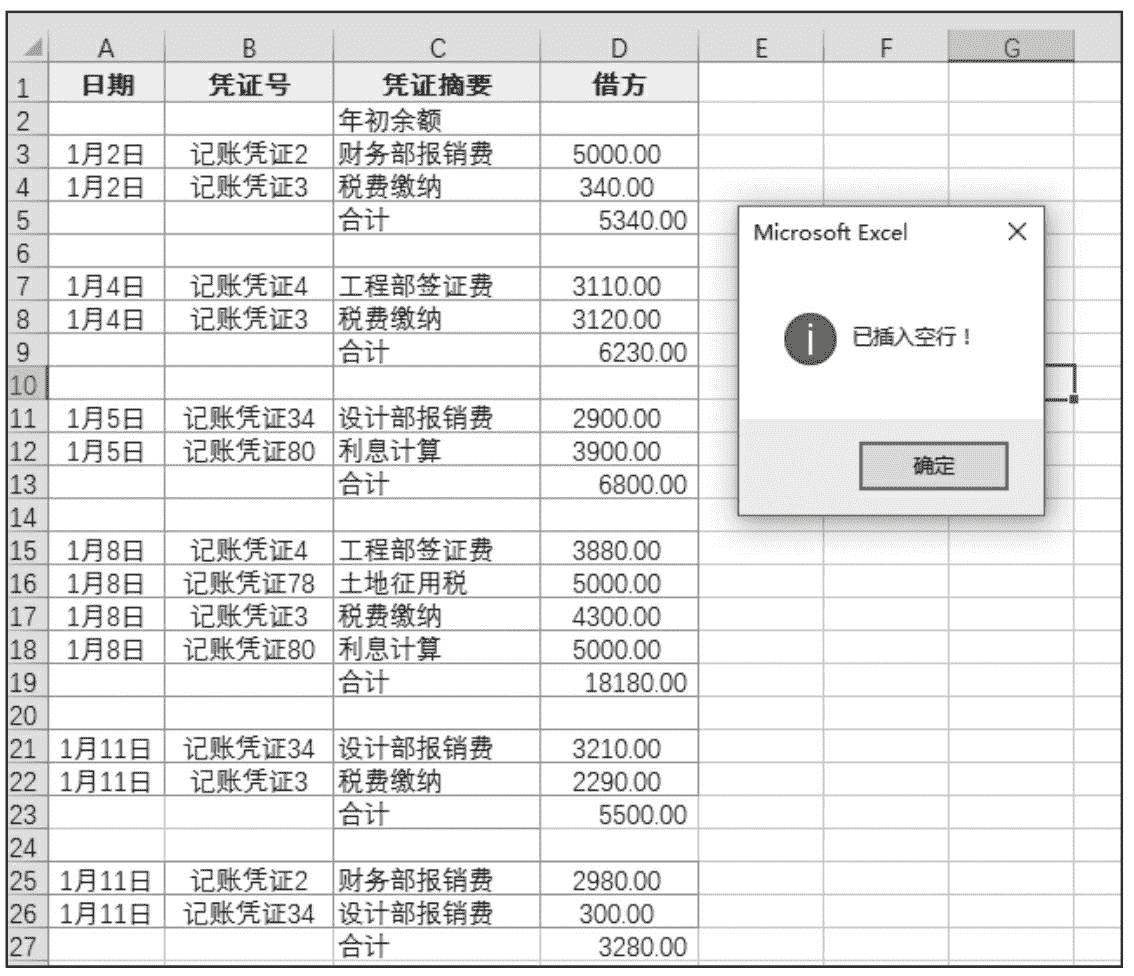 A B C D E F G
1 日期 凭证号 凭证摘要 借方
2 年初余额
3 1月2日 记账凭证2 财务部报销费 5000.00
4 1月2日 记账凭证3 税费缴纳 340.00
5 合计 5340.00
6
7 1月4日 记账凭证4 工程部签证费 3110.00
8 1月4日 记账凭证3 税费缴纳 3120.00
9 合计 6230.00
10
11 1月5日 记账凭证34 设计部报销费 2900.00
12 1月5日 记账凭证80 利息计算 3900.00
13 合计 6800.00
14
15 1月8日 记账凭证4 工程部签证费 3880.00
16 1月8日 记账凭证78 土地征用税 5000.00
17 1月8日 记账凭证3 税费缴纳 4300.00
18 1月8日 记账凭证80 利息计算 5000.00
19 合计 18180.00
20
21 1月11日 记账凭证34 设计部报销费 3210.00
22 1月11日 记账凭证3 税费缴纳 2290.00
23 合计 5500.00
24
25 1月11日 记账凭证2 财务部报销费 2980.00
26 1月11日 记账凭证34 设计部报销费 300.00
27 合计 3280.00
Microsoft Excel
已插入空行！
确定